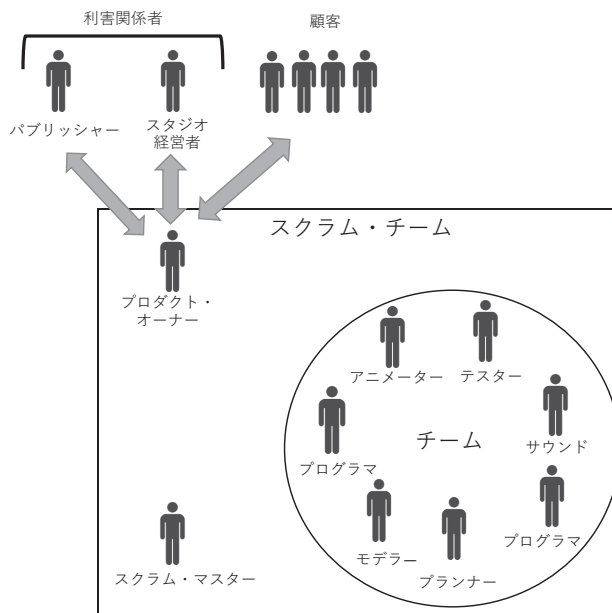 利害関係者
顧客
パブリッシャー
スタジオ
経営者
スクラム・チーム
プロダクト・
オーナー
アニメーター
テスター
プログラマ
チーム
サウンド
モデラー
プランナー
プログラマ
スクラム・マスター